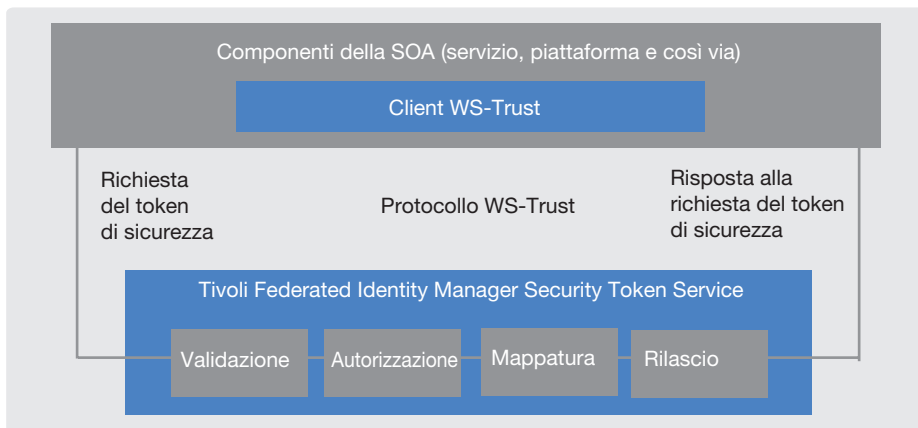 Componenti della SOA (servizio, piattaforma e così via)
Client WS-Trust
Richiesta
del token
di sicurezza
Protocollo WS-Trust
Risposta alla
richiesta del token
di sicurezza
Tivoli Federated Identity Manager Security Token Service
Validazione
Autorizzazione
Mappatura
Rilascio